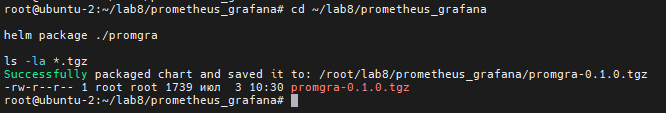 root@ubuntu-2:~/lab8/prometheus_grafana# cd ~/lab8/prometheus_grafana
helm package ./promgra
ls -la *.tgz
Successfully packaged chart and saved it to: /root/lab8/prometheus_grafana/promgra-0.1.0.tgz
-rw-r--r-- 1 root root 1739 июл  3 10:30 promgra-0.1.0.tgz
root@ubuntu-2:~/lab8/prometheus_grafana#